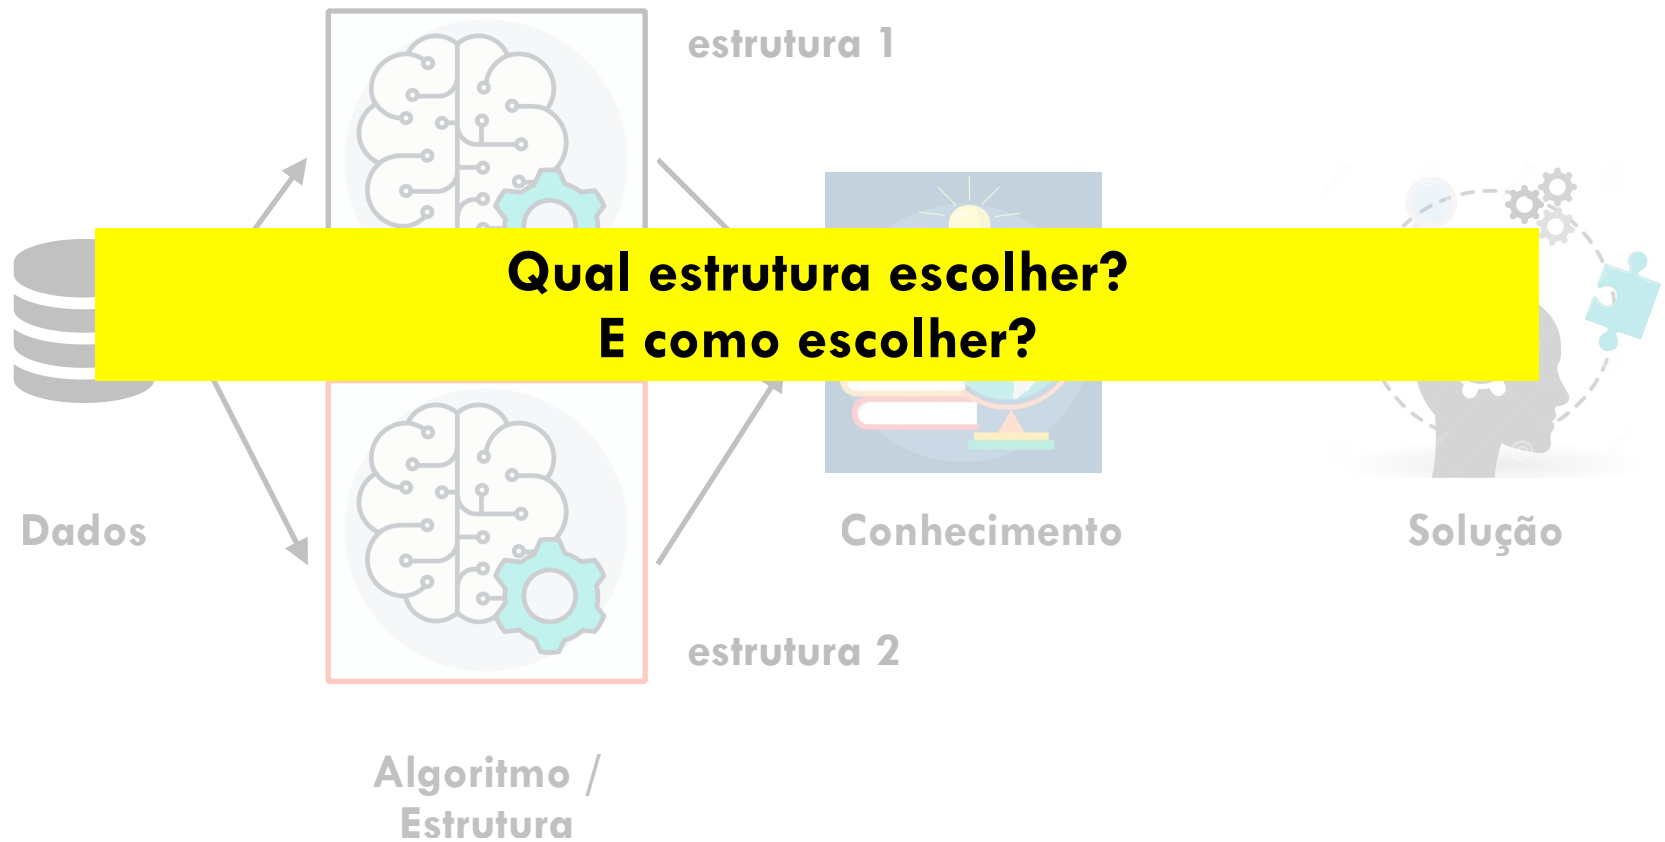 estrutura 1
Qual estrutura escolher?
E como escolher?
Dados
Conhecimento
Solução
estrutura 2
Algoritmo /
Estrutura